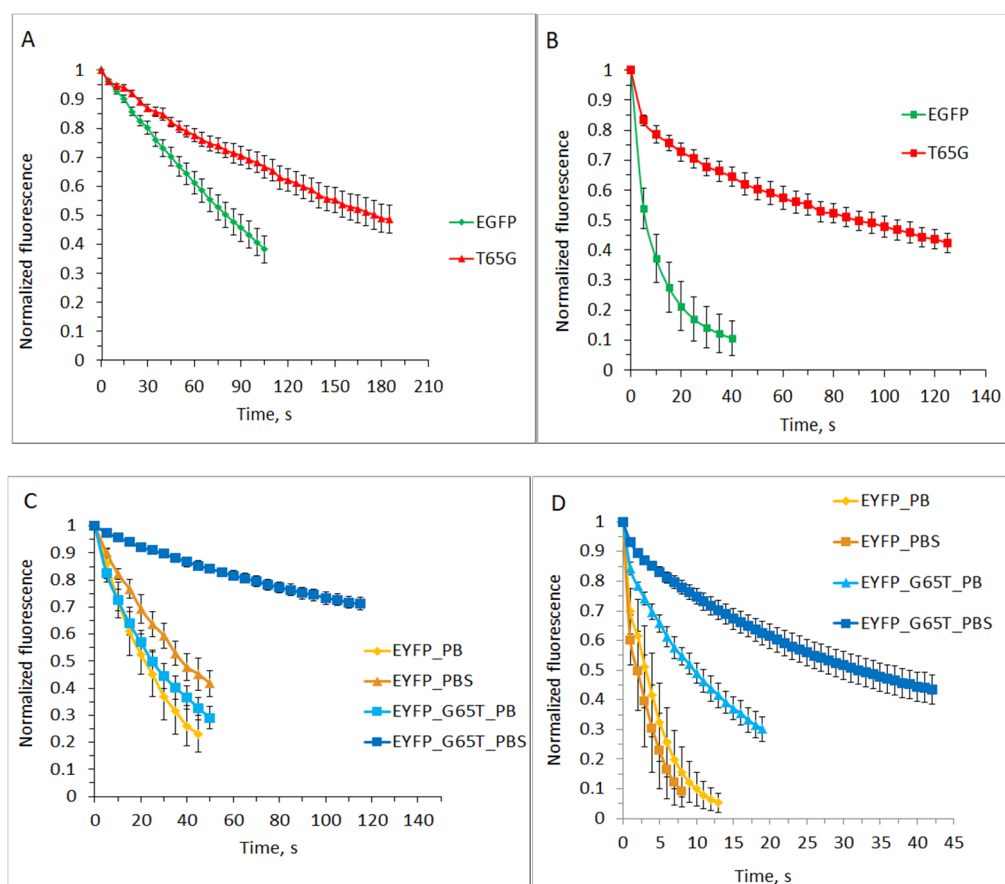 A
Normalized fluorescence
1
0.9
0.8
0.7
0.6
0.5
0.4
0.3
0.2
0.1
0
0 30 60 90 120 150 180 210
Time, s
EGFP
T65G
B
Normalized fluorescence
1
0.9
0.8
0.7
0.6
0.5
0.4
0.3
0.2
0.1
0
0 20 40 60 80 100 120 140
Time, s
EGFP
T65G
C
Normalized fluorescence
1
0.9
0.8
0.7
0.6
0.5
0.4
0.3
0.2
0.1
0
0 20 40 60 80 100 120 140
Time, s
EYFP_PB
EYFP_PBS
EYFP_G65T_PB
EYFP_G65T_PBS
D
Normalized fluorescence
1
0.9
0.8
0.7
0.6
0.5
0.4
0.3
0.2
0.1
0
0 5 10 15 20 25 30 35 40 45
Time, s
EYFP_PB
EYFP_PBS
EYFP_G65T_PB
EYFP_G65T_PBS